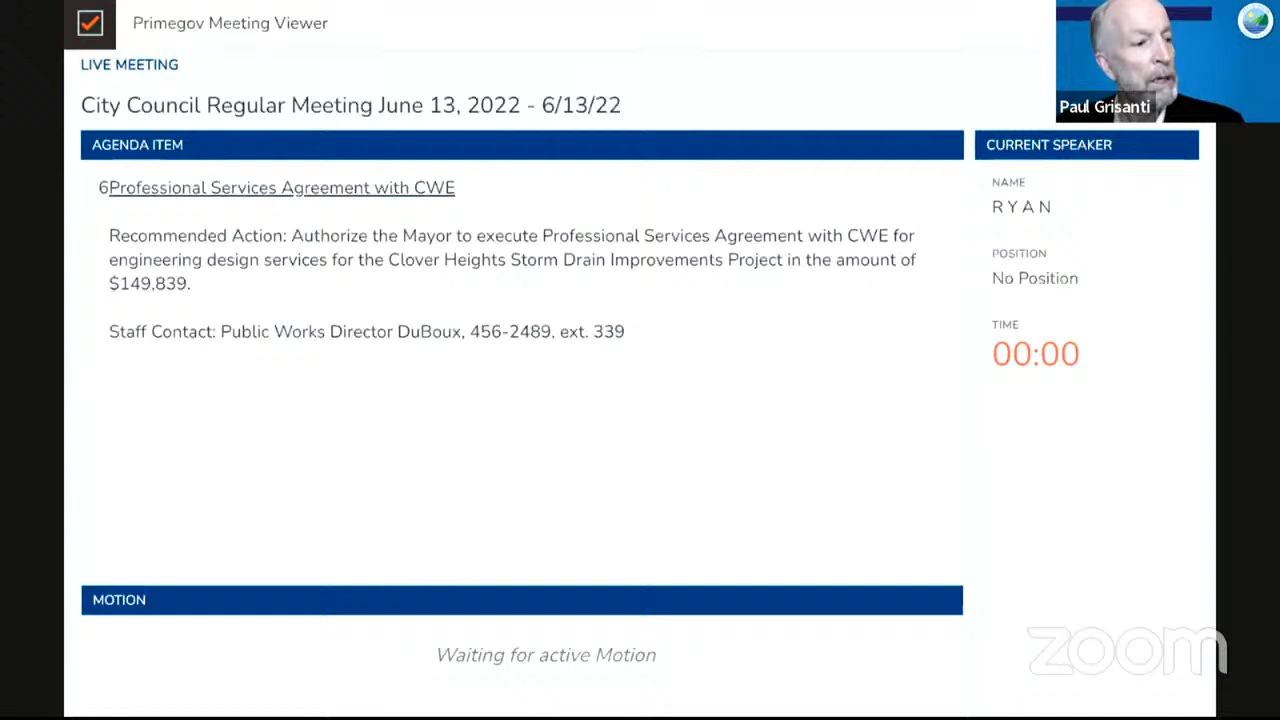 Primegov Meeting Viewer
LIVE MEETING
City Council Regular Meeting June 13, 2022 - 6/13/22
AGENDA ITEM
6Professional Services Agreement with CWE
Recommended Action: Authorize the Mayor to execute Professional Services Agreement with CWE for
engineering design services for the Clover Heights Storm Drain Improvements Project in the amount of
$149,839.
Staff Contact: Public Works Director DuBoux, 456-2489, ext. 339
MOTION
Waiting for active Motion
Paul Grisanti
CURRENT SPEAKER
NAME
R Y A N
POSITION
No Position
TIME
00:00
zoom